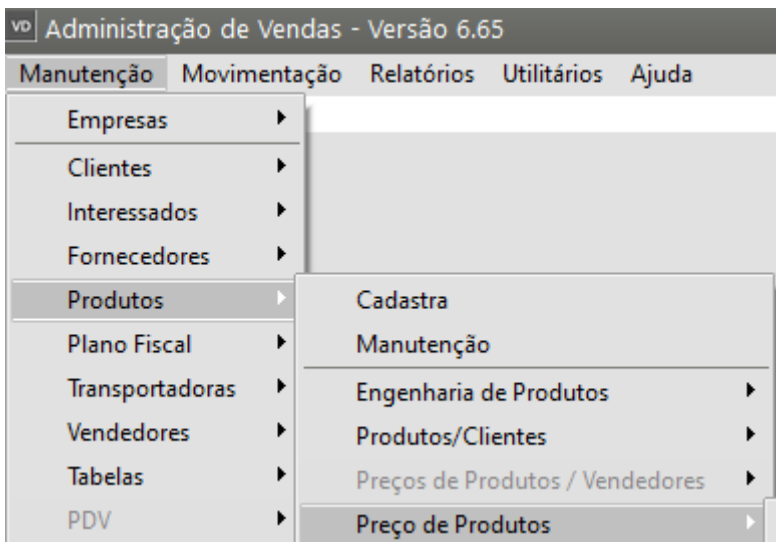 VD Administração de Vendas - Versão 6.65
Manutenção Movimentação Relatórios Utilitários Ajuda
Empresas
Clientes
Interessados
Fornecedores
Produtos
Plano Fiscal
Transportadoras
Vendedores
Tabelas
PDV
Cadastra
Manutenção
Engenharia de Produtos
Produtos/Clientes
Preços de Produtos / Vendedores
Preço de Produtos